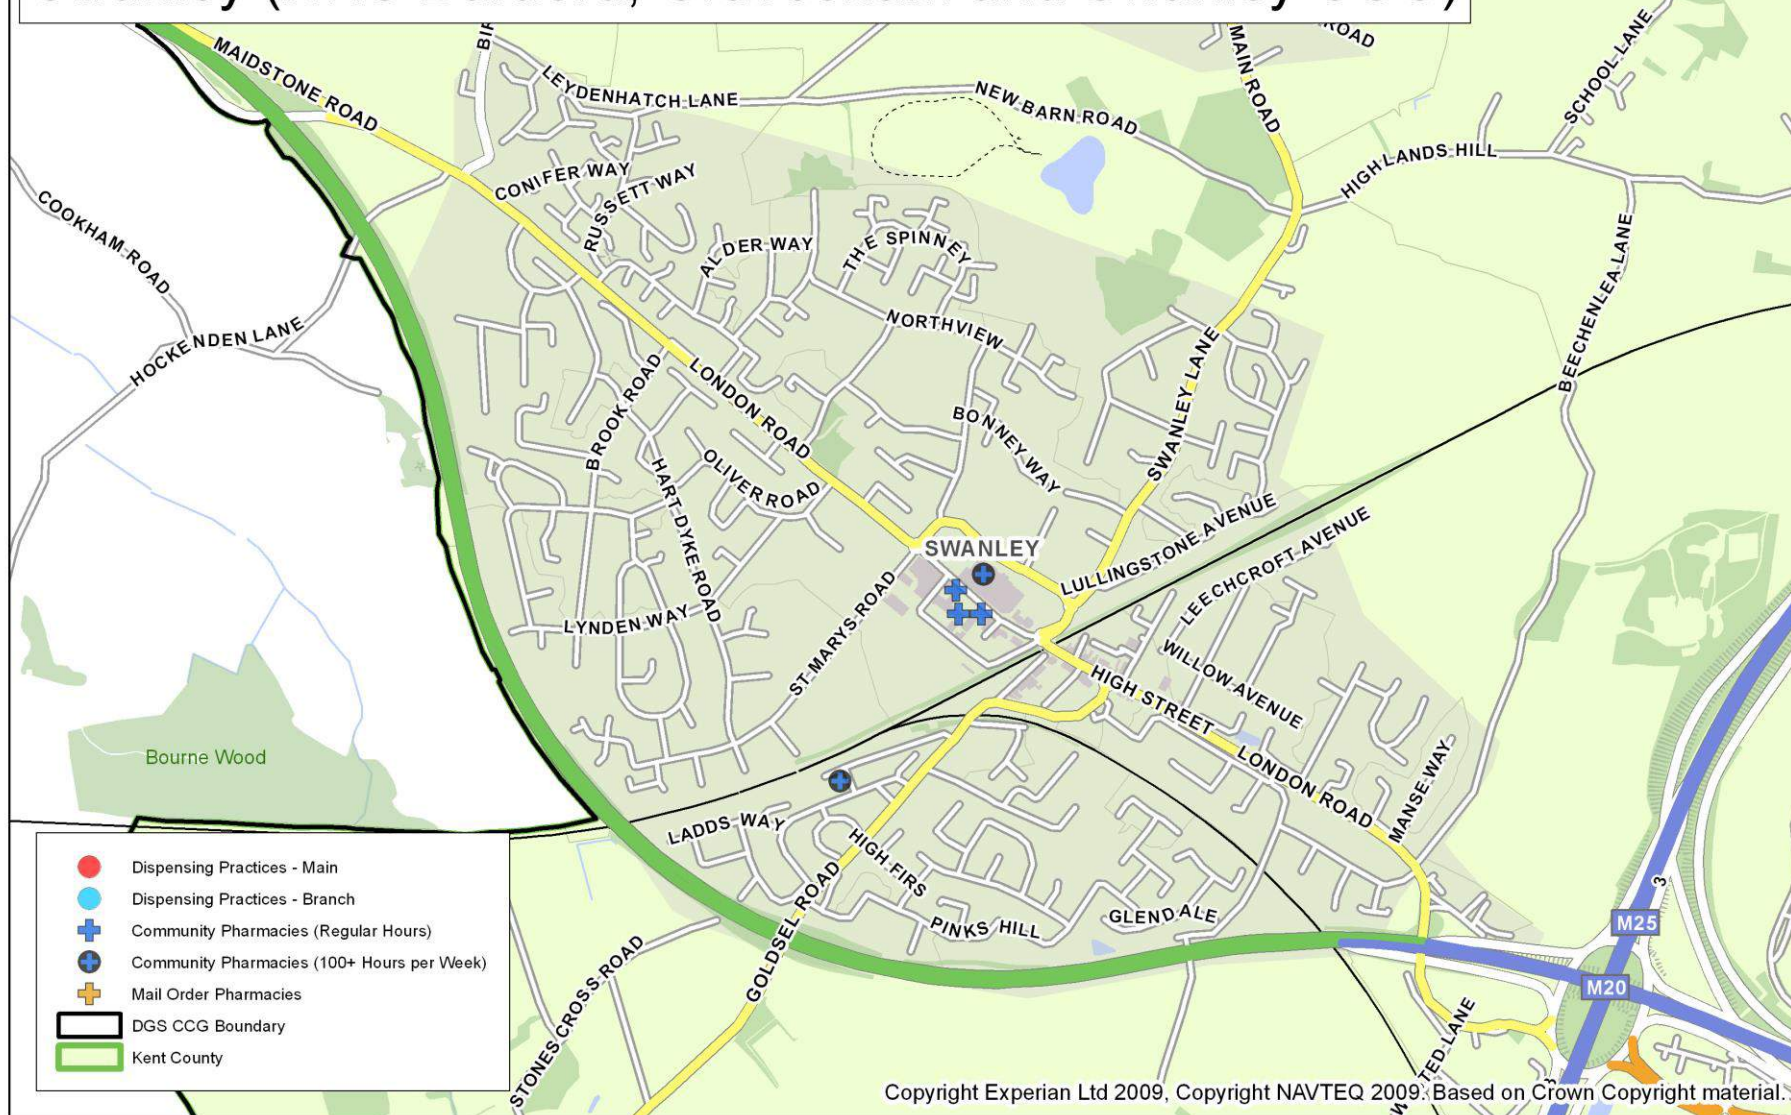 MAIDSTONE ROAD
LEYDENHATCH LANE
NEW BARN ROAD
MAIN ROAD
ROAD
SCHOOL LANE
HIGHLANDS HILL
CONIFER WAY
RUSSETT WAY
COOKHAM ROAD
ALDER WAY
THE SPINNEY
HOCKENDEN LANE
NORTHVIEW
BEECHENLEA LANE
BROOK ROAD
LONDON ROAD
SWANLEY LANE
BONNEY WAY
OLIVER ROAD
HART DYKE ROAD
LULLINGSTONE AVENUE
LEECHCROFT AVENUE
SWANLEY
LYNDEN WAY
ST MARYS ROAD
WILLOW AVENUE
HIGH STREET
LONDON ROAD
MANSE WAY
Bourne Wood
LADDS WAY
HIGH FIRS
GOLDSEL ROAD
PINKS HILL
GLENDALE
STONES CROSS ROAD
3
M25
M20
3
Dispensing Practices - Main
Dispensing Practices - Branch
Community Pharmacies (Regular Hours)
Community Pharmacies (100+ Hours per Week)
Mail Order Pharmacies
DGS CCG Boundary
Kent County
TED LANE
Copyright Experian Ltd 2009, Copyright NAVTEQ 2009. Based on Crown Copyright material.